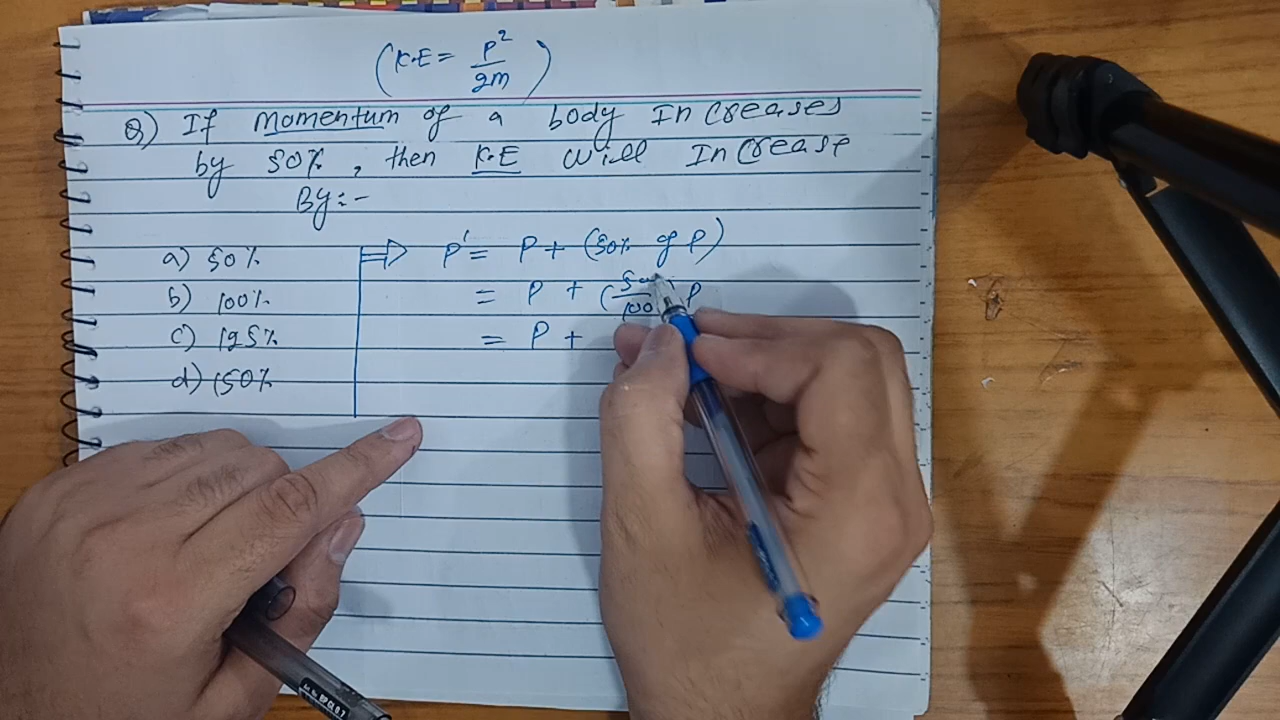 (K.E = P²/2m)
Q) If momentum of a body Increases
by 50%, then K.E will Increase
By:-
a) 50%
b) 100%
c) 125%
d) 150%
⇒ P' = P + (50% of P)
= P + (50/100) P
= P +